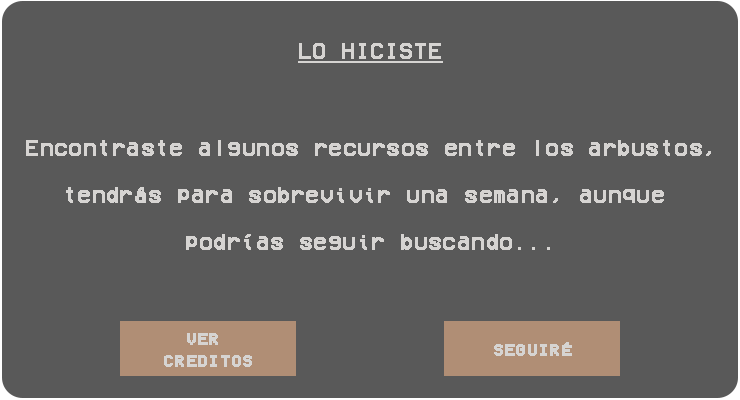 LO HICISTE
Encontraste algunos recursos entre los arbustos,
tendrás para sobrevivir una semana, aunque
podrías seguir buscando...
VER
CREDITOS
SEGUIRÉ